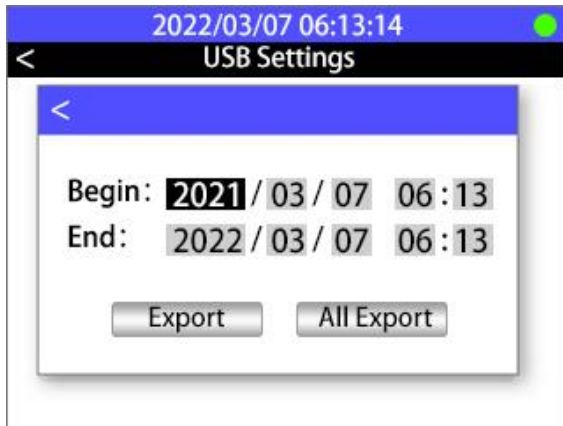 2022/03/07 06:13:14
< USB Settings
<
Begin: 2021/03/07 06:13
End: 2022/03/07 06:13
Export All Export